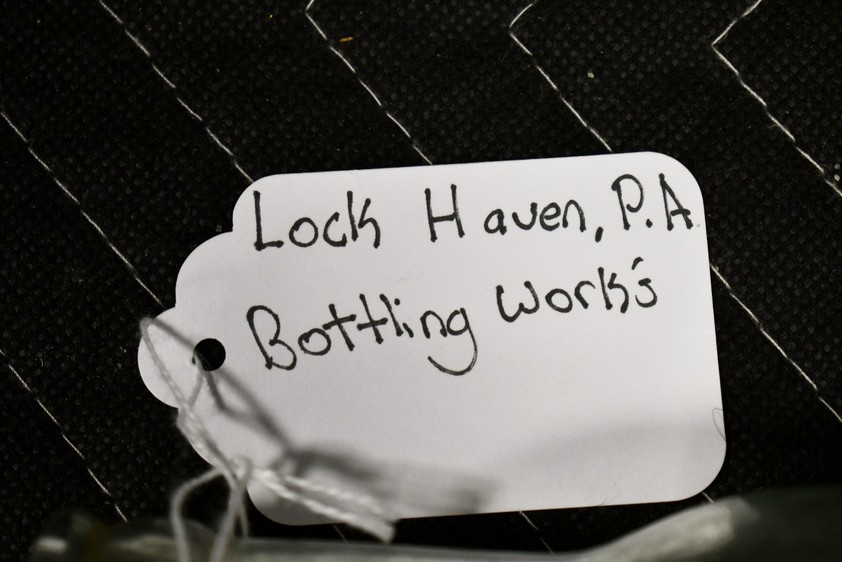 Lock Haven, P.A.
Bottling Work's